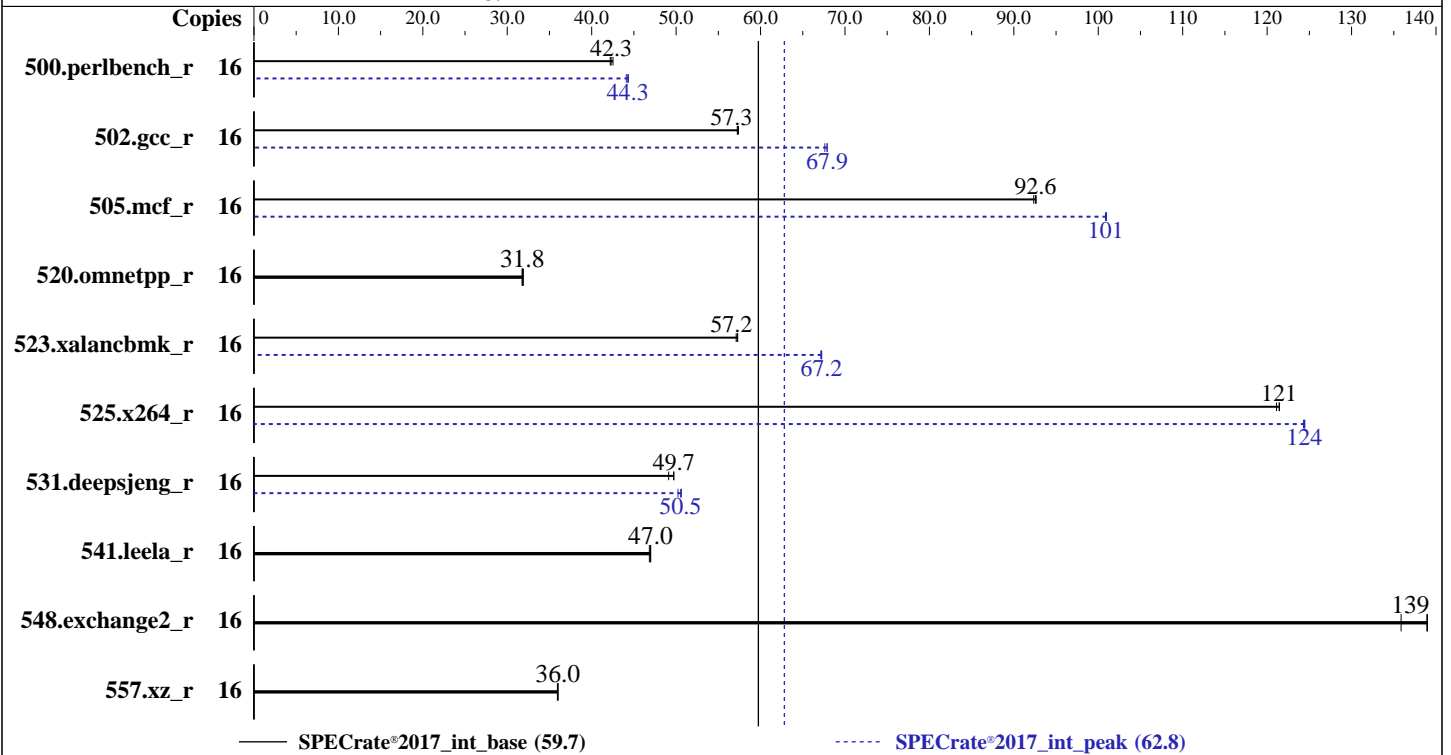 Copies 0 10.0 20.0 30.0 40.0 50.0 60.0 70.0 80.0 90.0 100 110 120 130 140
500.perlbench_r 16 42.3
44.3
502.gcc_r 16 57.3
67.9
505.mcf_r 16 92.6
101
520.omnetpp_r 16 31.8
523.xalancbmk_r 16 57.2
67.2
525.x264_r 16 121
124
531.deepsjeng_r 16 49.7
50.5
541.leela_r 16 47.0
548.exchange2_r 16 139
557.xz_r 16 36.0
SPECrate®2017_int_base (59.7) SPECrate®2017_int_peak (62.8)